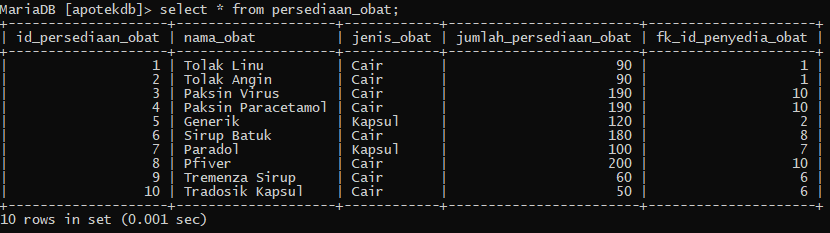 MariaDB [apotekdb]> select * from persediaan_obat;
+--------------------+-------------------+------------+-----------------------+---------------------+
| id_persediaan_obat | nama_obat         | jenis_obat | jumlah_persediaan_obat | fk_id_penyedia_obat |
+--------------------+-------------------+------------+-----------------------+---------------------+
| 1 | Tolak Linu | Cair | 90 | 1 |
| 2 | Tolak Angin | Cair | 90 | 1 |
| 3 | Paksin Virus | Cair | 190 | 10 |
| 4 | Paksin Paracetamol | Cair | 190 | 10 |
| 5 | Generik | Kapsul | 120 | 2 |
| 6 | Sirup Batuk | Cair | 180 | 8 |
| 7 | Paradol | Kapsul | 100 | 7 |
| 8 | Pfiver | Cair | 200 | 10 |
| 9 | Tremenza Sirup | Cair | 60 | 6 |
| 10 | Tradosik Kapsul | Cair | 50 | 6 |
+--------------------+-------------------+------------+-----------------------+---------------------+
10 rows in set (0.001 sec)